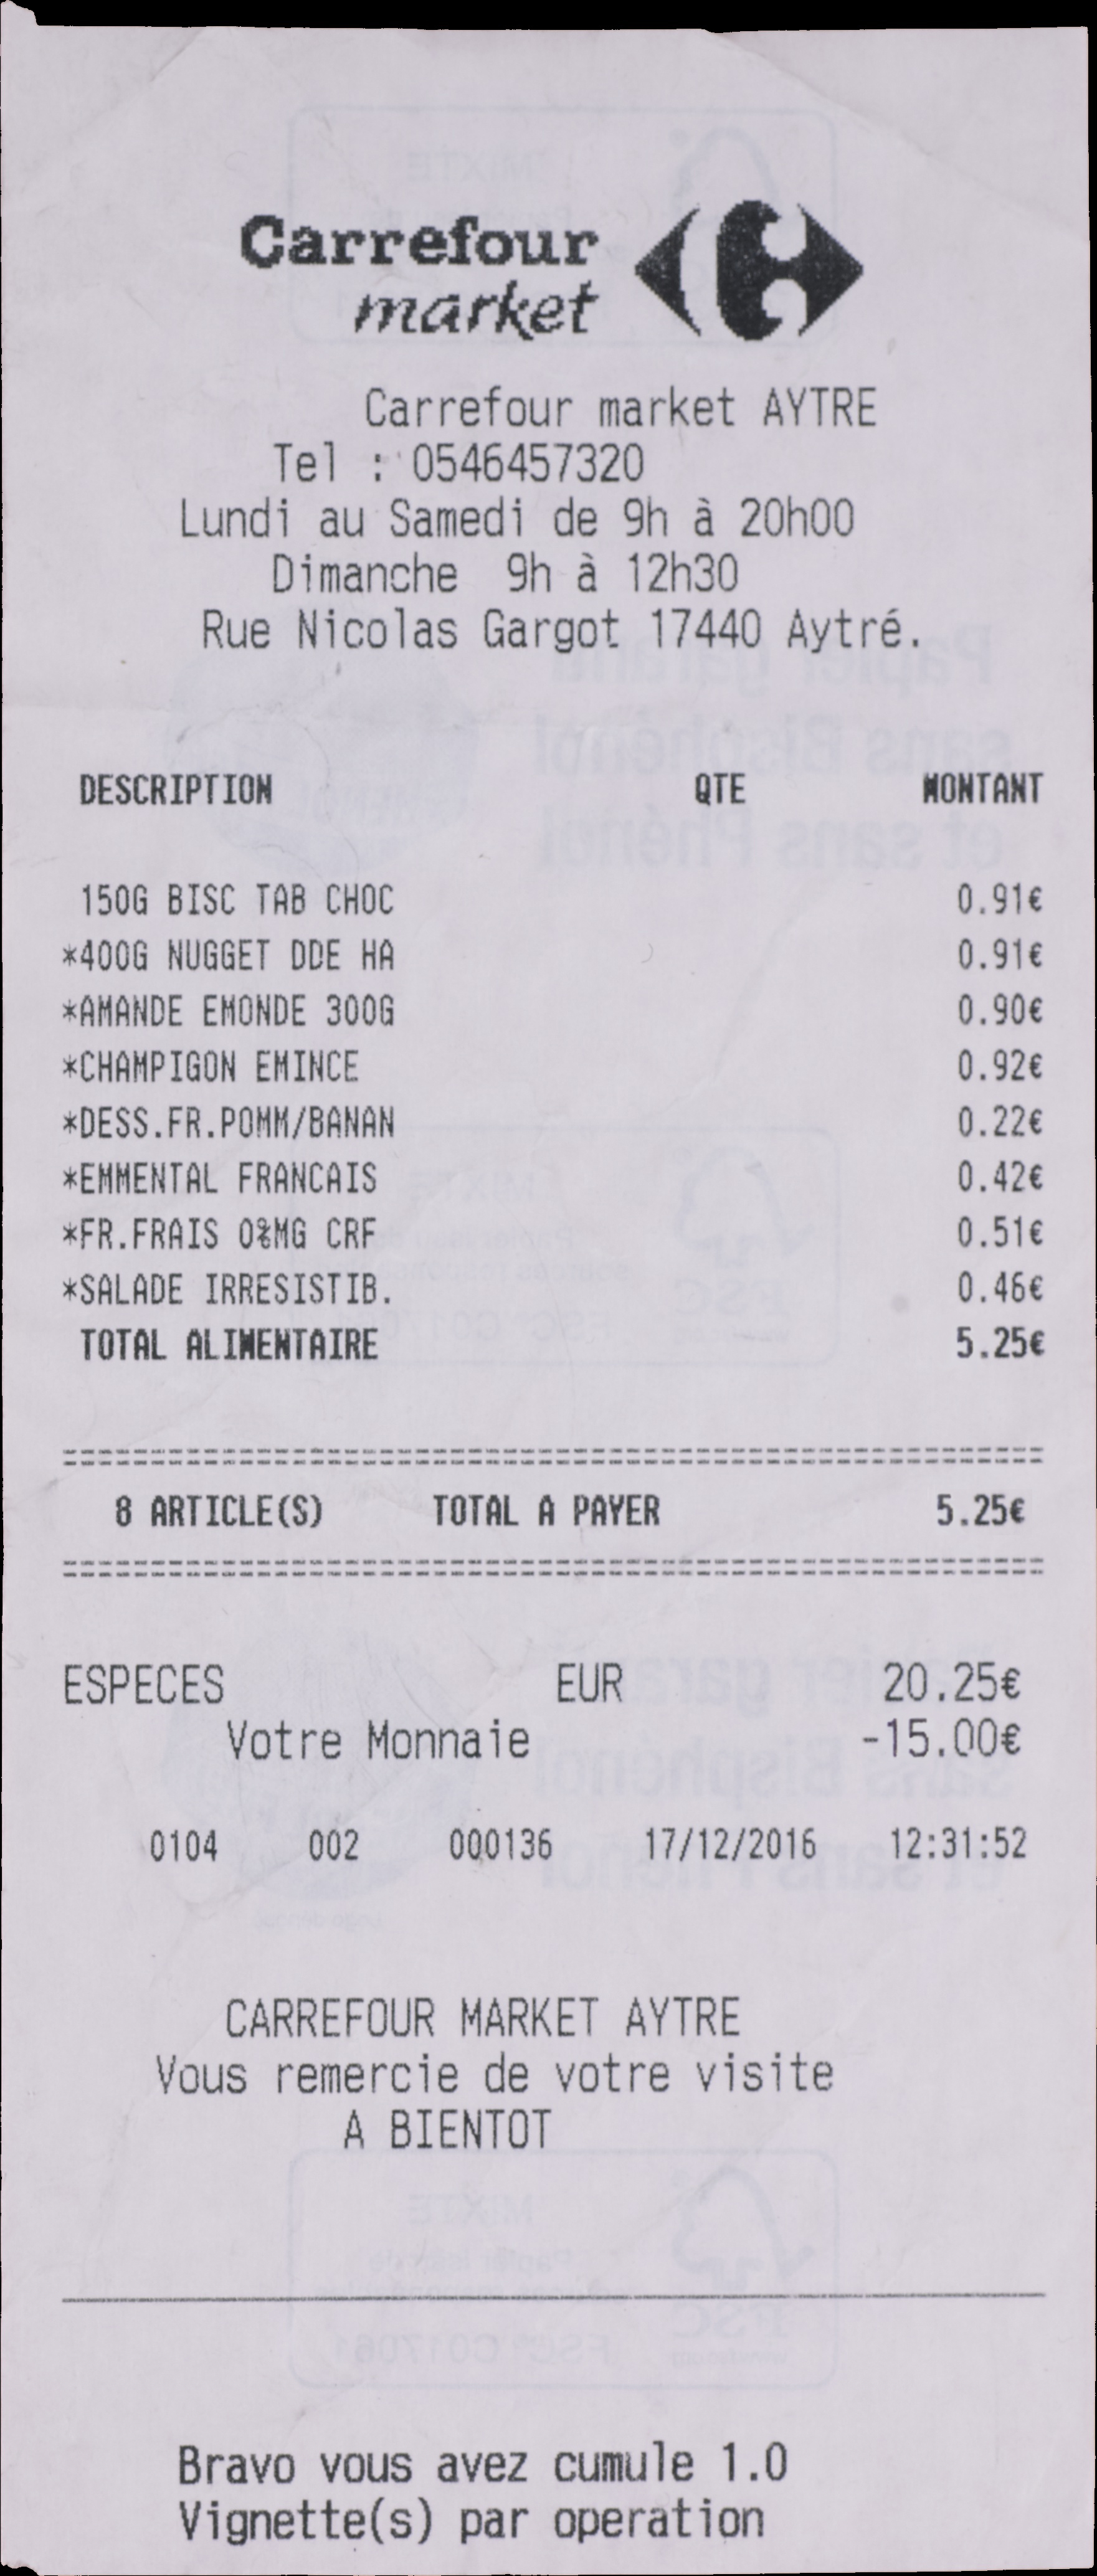 Carrefour
market
Carrefour market AYTRE
Tel : 0546457320
Lundi au Samedi de 9h à 20h00
Dimanche 9h à 12h30
Rue Nicolas Gargot 17440 Aytré.
DESCRIPTION QTE MONTANT
150G BISC TAB CHOC 0.91€
*400G NUGGET DDE HA 0.91€
*AMANDE EMONDE 300G 0.90€
*CHAMPIGON EMINCE 0.92€
*DESS.FR.POMM/BANAN 0.22€
*EMMENTAL FRANCAIS 0.42€
*FR.FRAIS 0%MG CRF 0.51€
*SALADE IRRESISTIB. 0.46€
TOTAL ALIMENTAIRE 5.25€
8 ARTICLE(S) TOTAL A PAYER 5.25€
ESPECES EUR 20.25€
Votre Monnaie -15.00€
0104 002 000136 17/12/2016 12:31:52
CARREFOUR MARKET AYTRE
Vous remercie de votre visite
A BIENTOT
Bravo vous avez cumule 1.0
Vignette(s) par operation